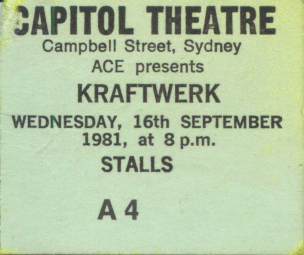 CAPITOL THEATRE
Campbell Street, Sydney
ACE presents
KRAFTWERK
WEDNESDAY, 16th SEPTEMBER
1981, at 8 p.m.
STALLS
A 4